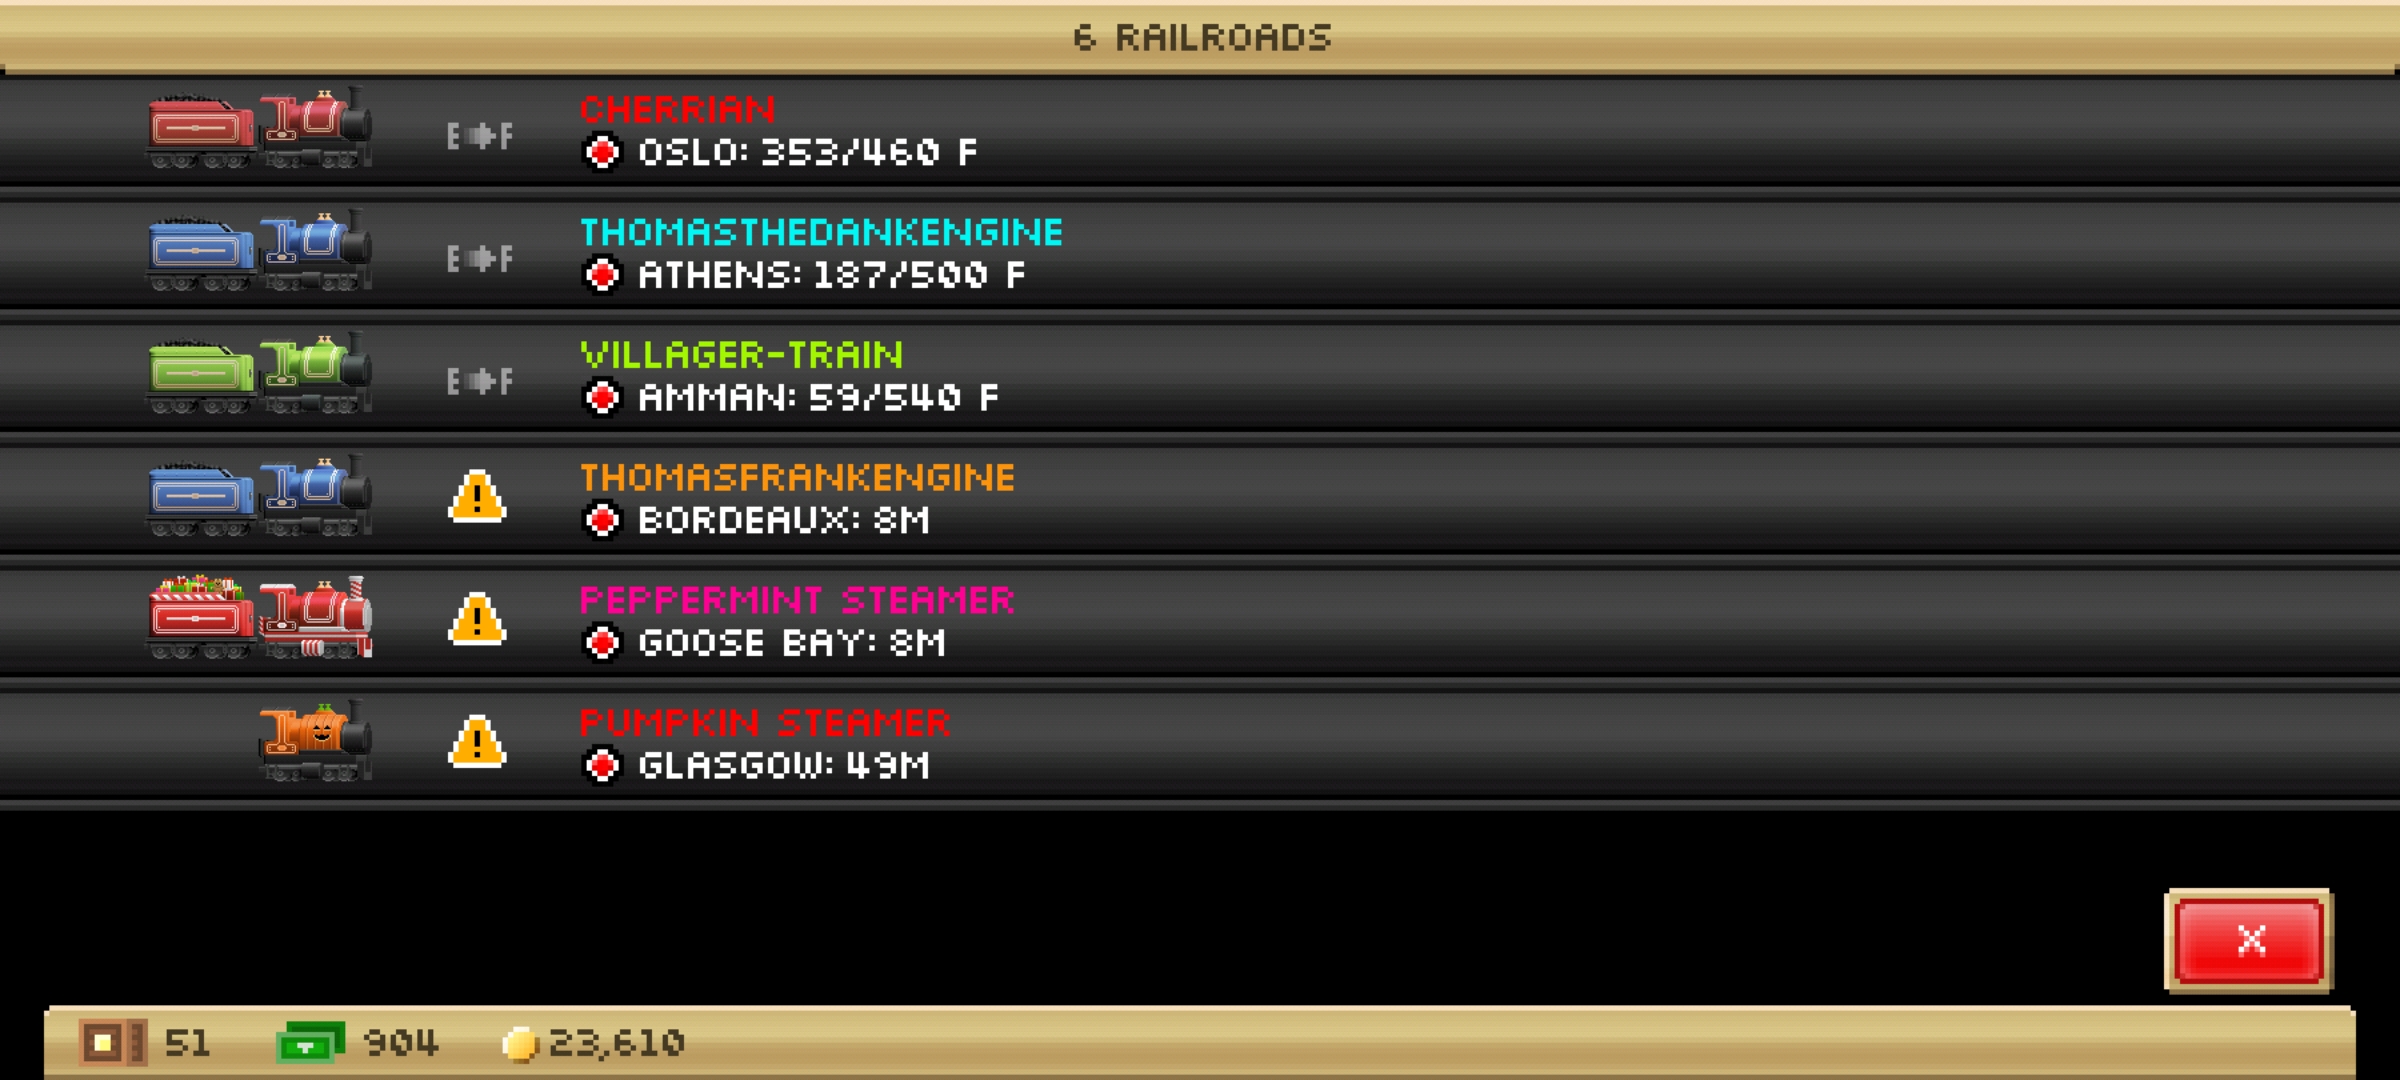 6 RAILROADS
E F
CHERRIAN
OSLO: 353/460 F
E F
THOMASTHEDANKENGINE
ATHENS: 187/500 F
E F
VILLAGER-TRAIN
AMMAN: 59/540 F
!
THOMASFRANKENGINE
BORDEAUX: 8M
!
PEPPERMINT STEAMER
GOOSE BAY: 8M
!
PUMPKIN STEAMER
GLASGOW: 49M
X
51 904 23,610